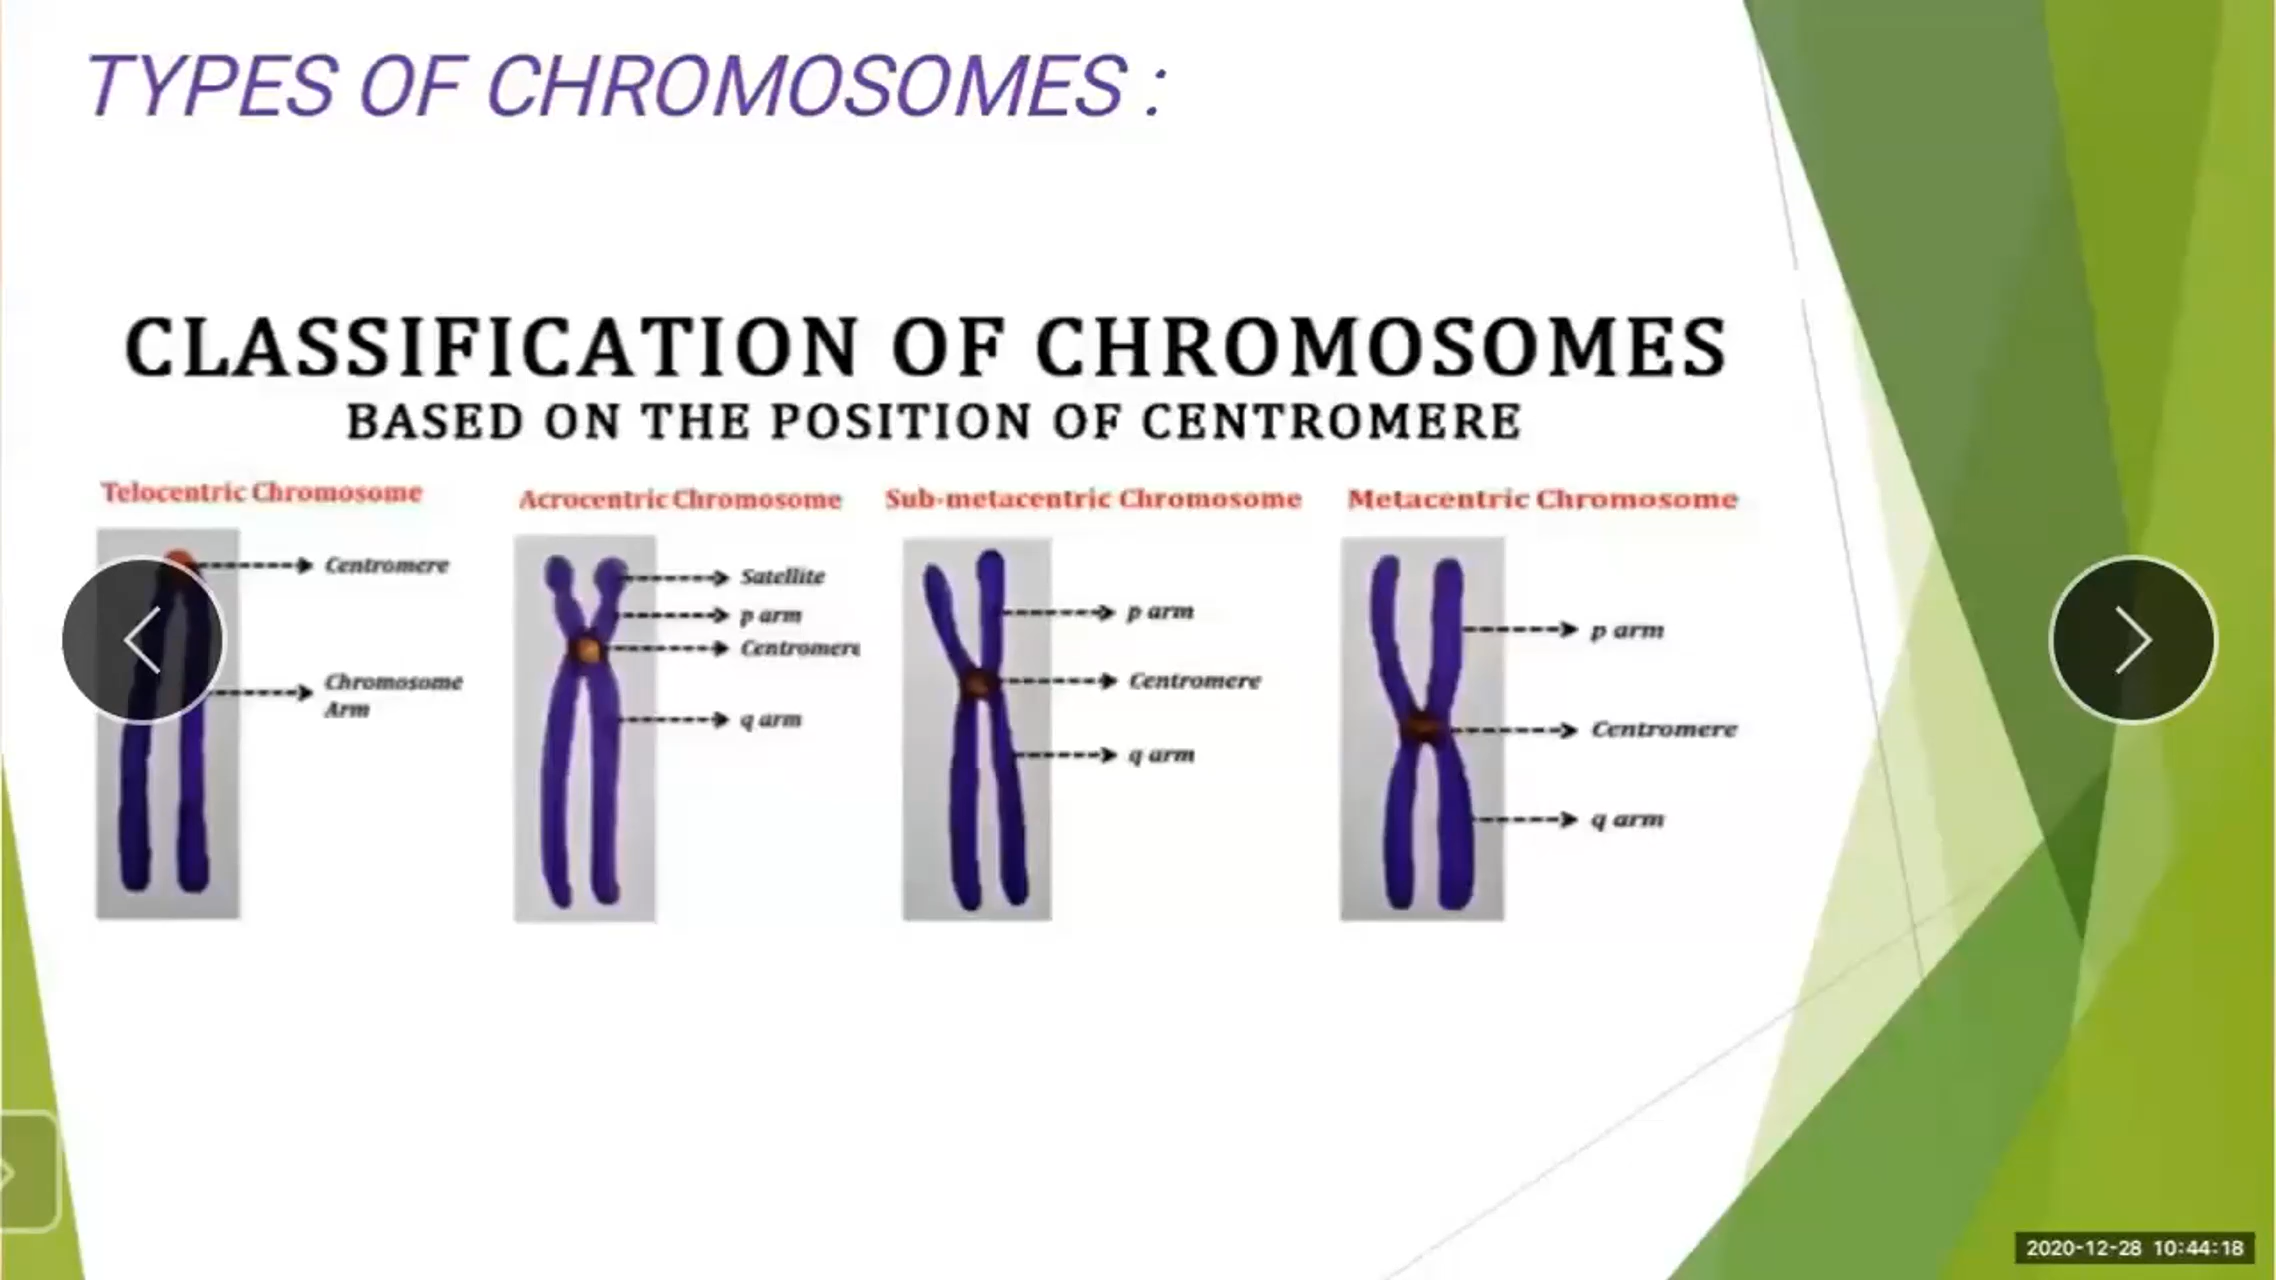 TYPES OF CHROMOSOMES :
CLASSIFICATION OF CHROMOSOMES
BASED ON THE POSITION OF CENTROMERE
Telocentric Chromosome
Centromere
Chromosome
Arm
Acrocentric Chromosome
Satellite
p arm
Centromere
q arm
Sub-metacentric Chromosome
p arm
Centromere
q arm
Metacentric Chromosome
p arm
Centromere
q arm
2020-12-28 10:44:18